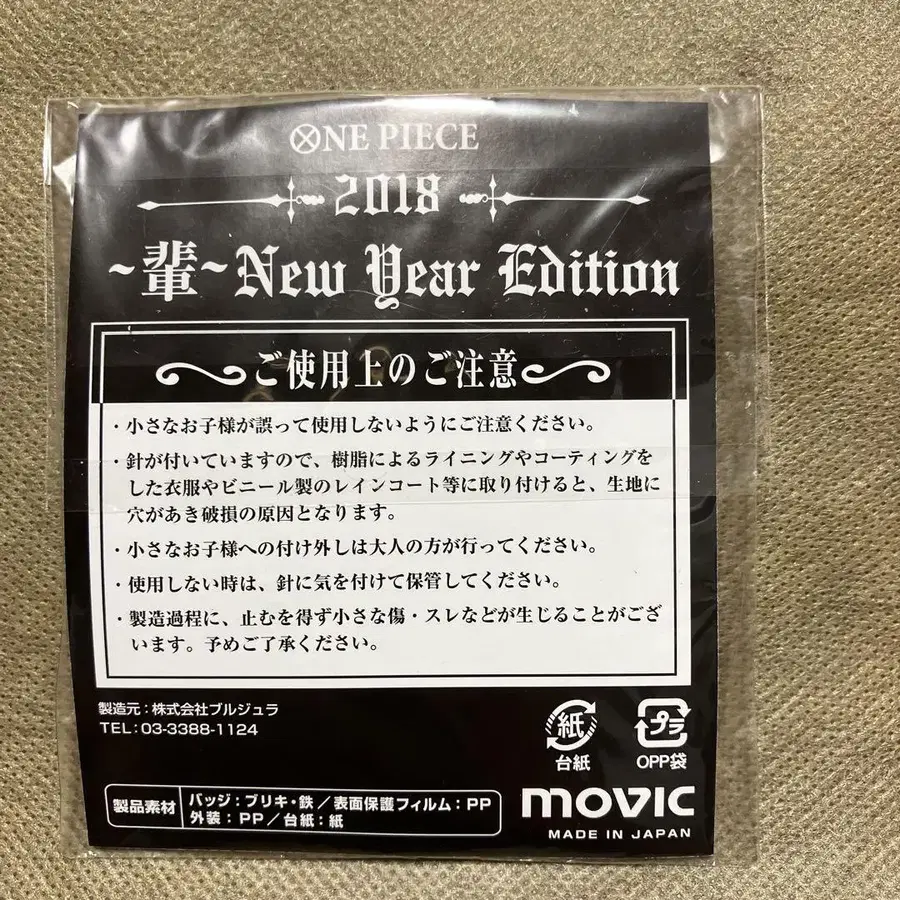 ONE PIECE
2018
~輩~New Year Edition
ご使用上のご注意
・小さなお子様が誤って使用しないようにご注意ください。
・針が付いていますので、樹脂によるライニングやコーティングを
した衣服やビニール製のレインコート等に取り付けると、生地に
穴があき破損の原因となります。
・小さなお子様への付け外しは大人の方が行ってください。
・使用しない時は、針に気を付けて保管してください。
・製造過程に、止むを得ず小さな傷・スレなどが生じることがござ
います。予めご了承ください。
製造元：株式会社ブルジュラ
TEL：03-3388-1124
紙
台紙
プラ
OPP袋
製品素材
バッジ：ブリキ・鉄／表面保護フィルム：PP
外装：PP／台紙：紙
movic
MADE IN JAPAN